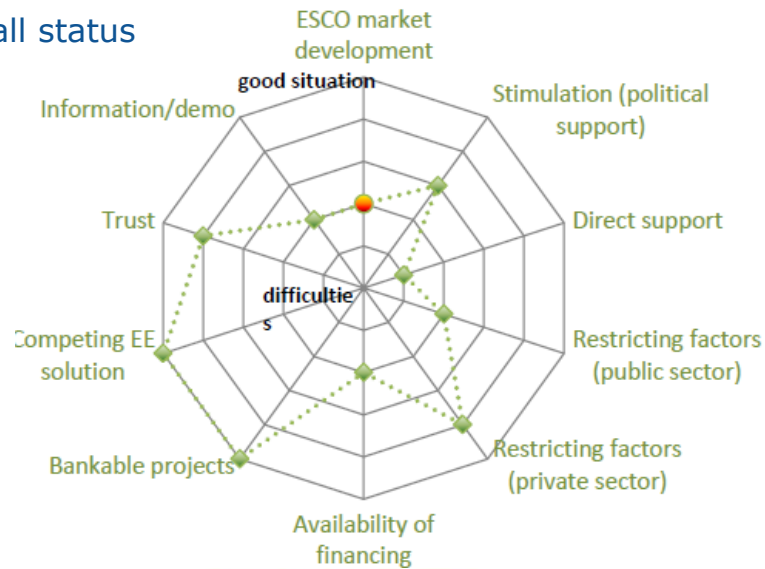 all status
ESCO market
development
good situation
Stimulation (political
support)
Information/demo
Trust
Direct support
difficultie
s
Competing EE
solution
Restricting factors
(public sector)
Bankable projects
Restricting factors
(private sector)
Availability of
financing